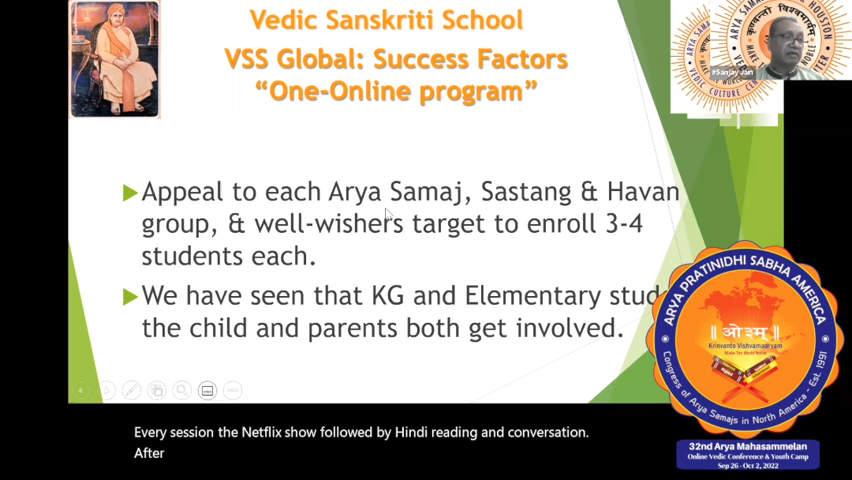 Vedic Sanskriti School
VSS Global: Success Factors
“One-Online program”
Appeal to each Arya Samaj, Sastang & Havan
group, & well-wishers target to enroll 3-4
students each.
We have seen that KG and Elementary stud
the child and parents both get involved.
Sanjay Jain
ARYA PRATINIDHI SABHA AMERICA
॥ ओ३म् ॥
Krinvanto Vishvamaaryam
Make The World Noble
Congress of Arya Samajs in North America - Est. 1991
32nd Arya Mahasammelan
Online Vedic Conference & Youth Camp
Sep 26 - Oct 2, 2022
Every session the Netflix show followed by Hindi reading and conversation.
After